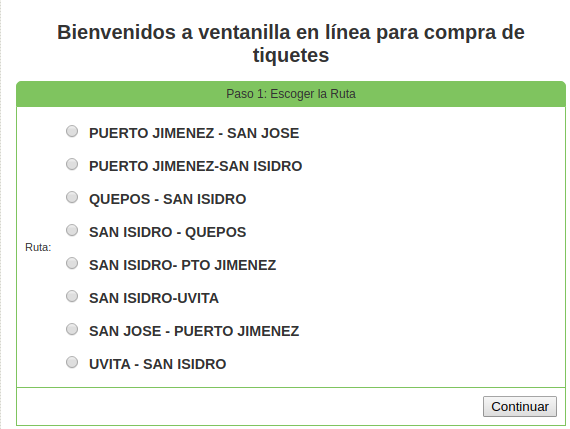 Bienvenidos a ventanilla en línea para compra de
tiquetes
Paso 1: Escoger la Ruta
Ruta:
PUERTO JIMENEZ - SAN JOSE
PUERTO JIMENEZ-SAN ISIDRO
QUEPOS - SAN ISIDRO
SAN ISIDRO - QUEPOS
SAN ISIDRO- PTO JIMENEZ
SAN ISIDRO-UVITA
SAN JOSE - PUERTO JIMENEZ
UVITA - SAN ISIDRO
Continuar